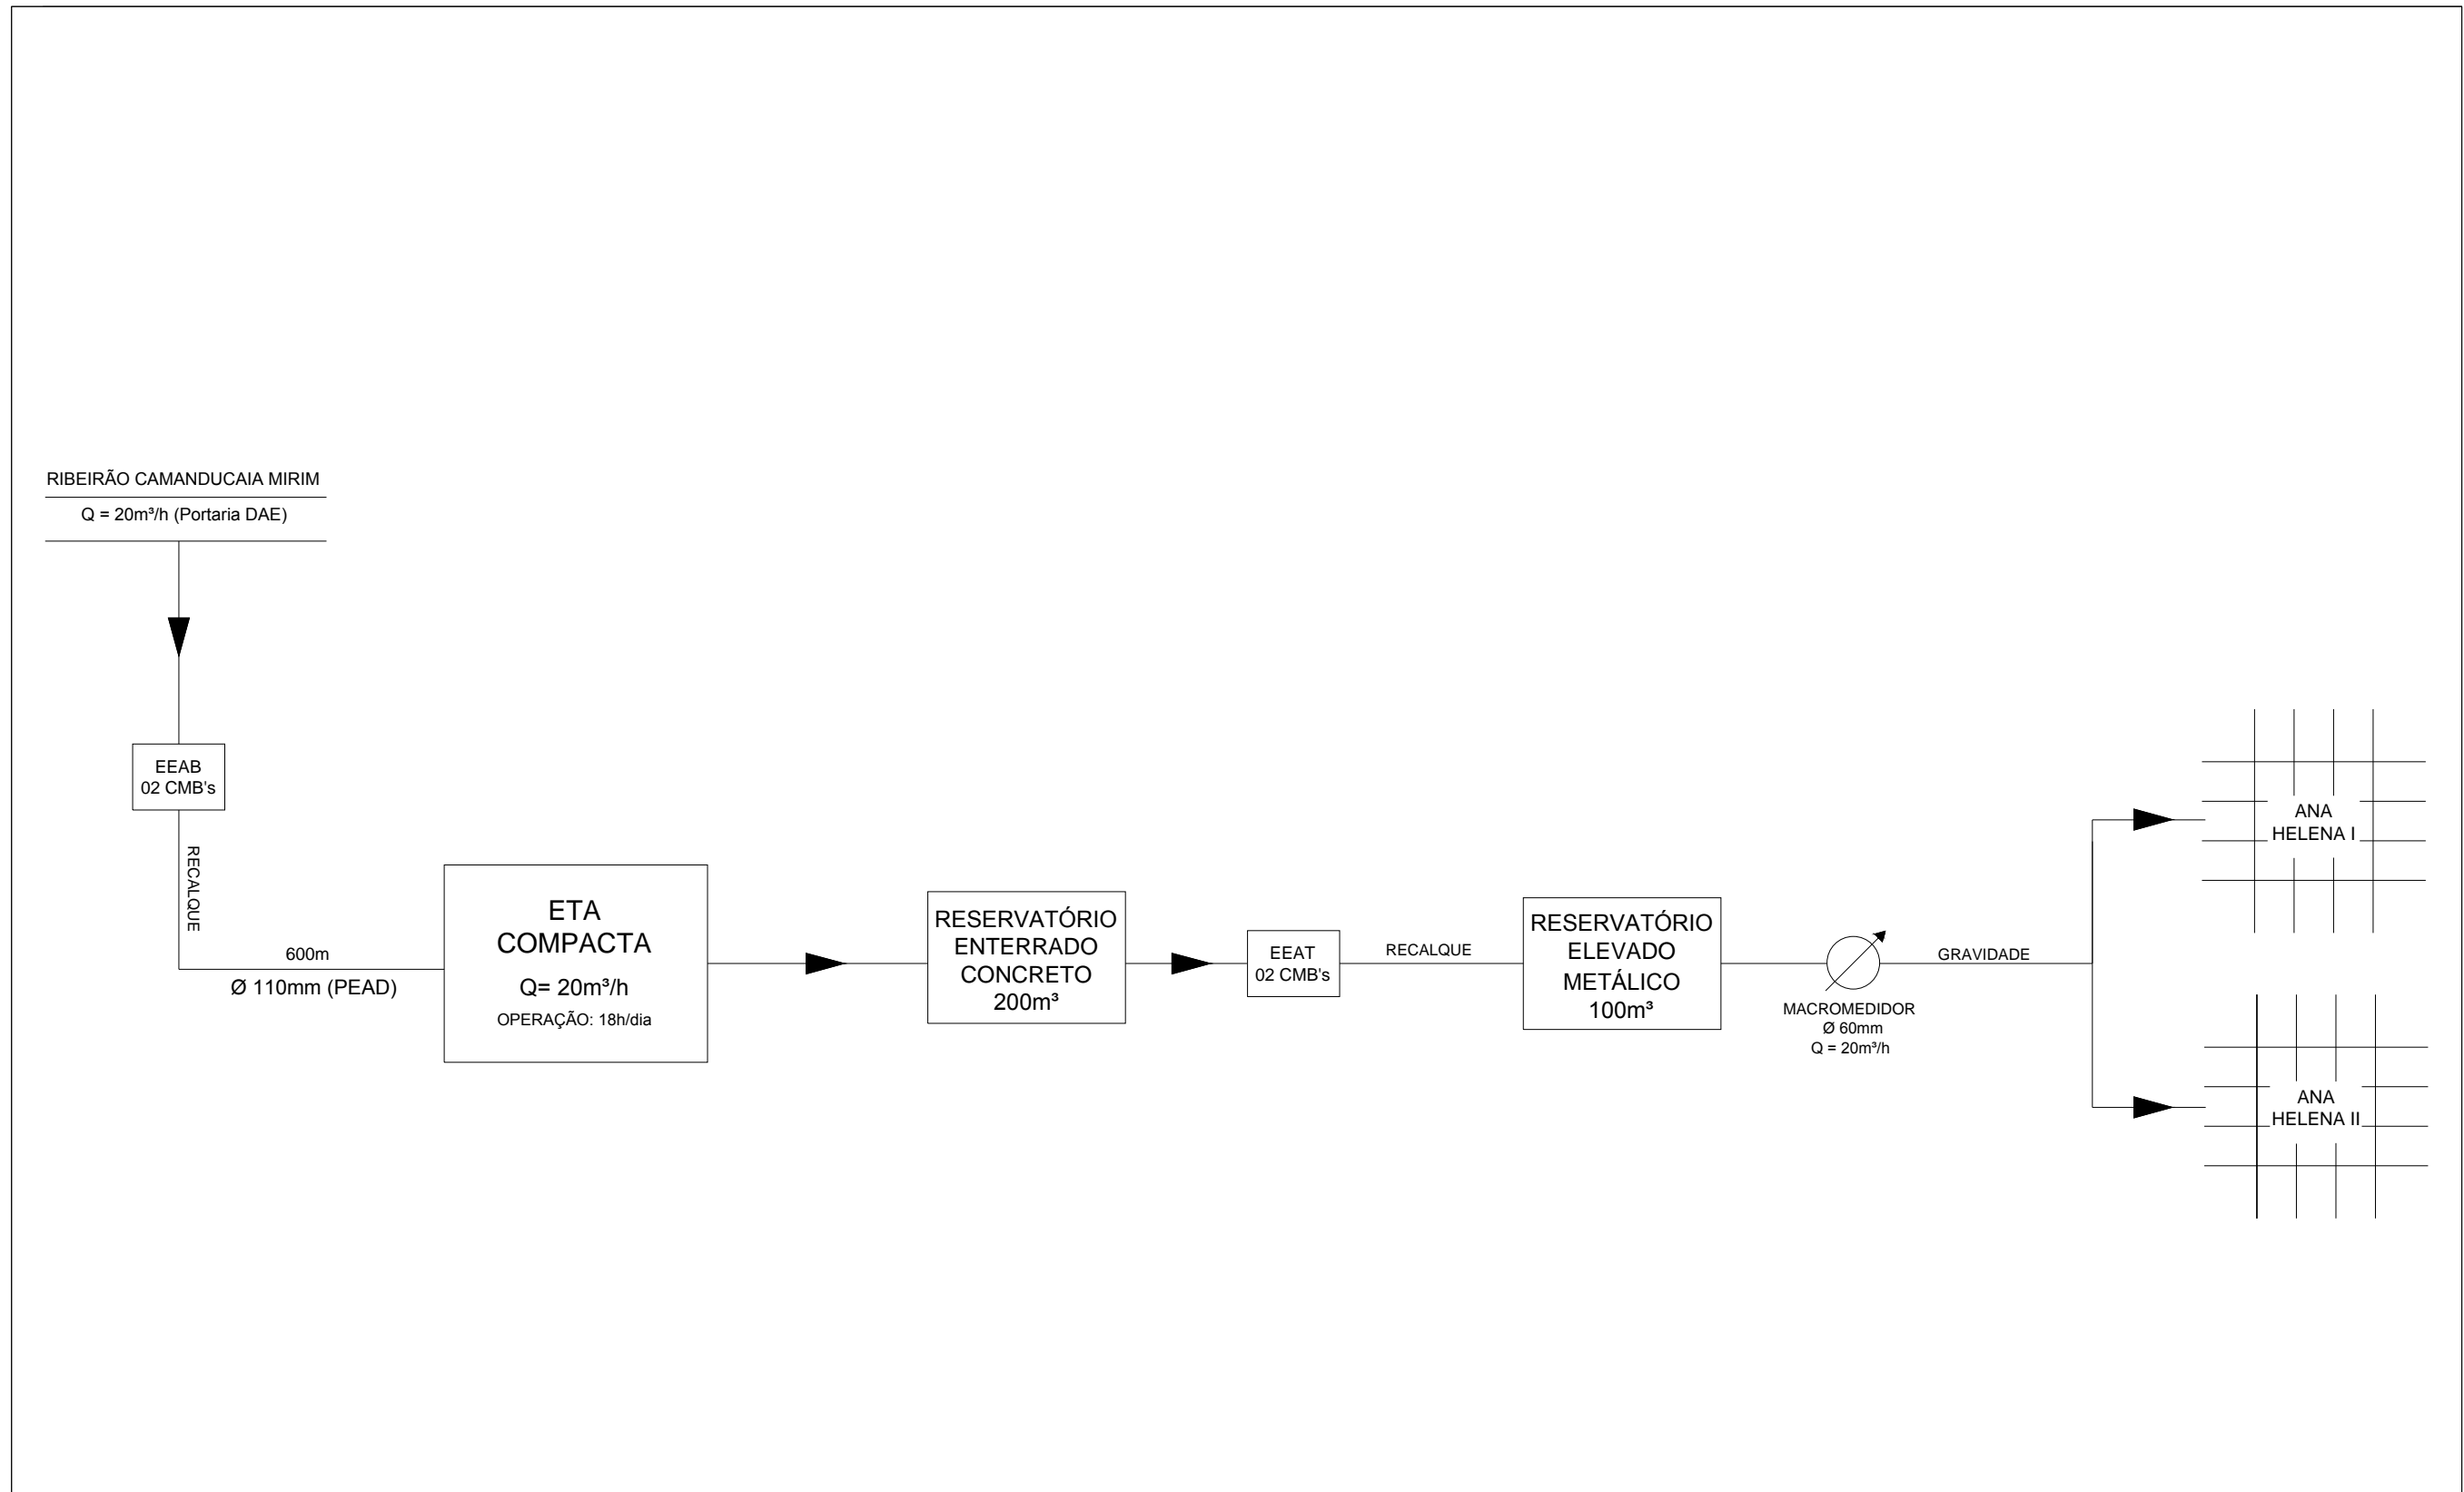 RIBEIRÃO CAMANDUCAIA MIRIM
Q = 20m³/h (Portaria DAE)
EEAB
02 CMB's
RECALQUE
600m
Ø 110mm (PEAD)
ETA
COMPACTA
Q= 20m³/h
OPERAÇÃO: 18h/dia
RESERVATÓRIO
ENTERRADO
CONCRETO
200m³
EEAT
02 CMB's
RECALQUE
RESERVATÓRIO
ELEVADO
METÁLICO
100m³
MACROMEDIDOR
Ø 60mm
Q = 20m³/h
GRAVIDADE
ANA
HELENA I
ANA
HELENA II